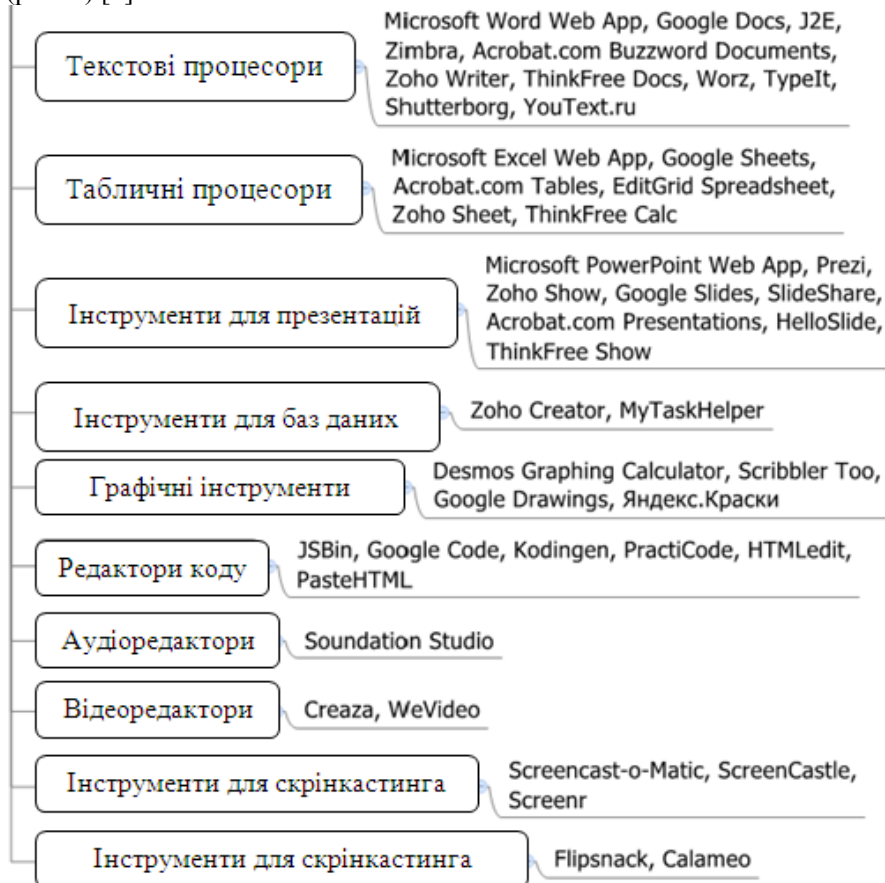 Текстові процесори
Microsoft Word Web App, Google Docs, J2E,
Zimbra, Acrobat.com Buzzword Documents,
Zoho Writer, ThinkFree Docs, Worz, TypeIt,
Shutterborg, YouText.ru
Табличні процесори
Microsoft Excel Web App, Google Sheets,
Acrobat.com Tables, EditGrid Spreadsheet,
Zoho Sheet, ThinkFree Calc
Інструменти для презентацій
Microsoft PowerPoint Web App, Prezi,
Zoho Show, Google Slides, SlideShare,
Acrobat.com Presentations, HelloSlide,
ThinkFree Show
Інструменти для баз даних
Zoho Creator, MyTaskHelper
Графічні інструменти
Desmos Graphing Calculator, Scribbler Too,
Google Drawings, Яндекс.Краски
Редактори коду
JSBin, Google Code, Kodingen, PractiCode, HTMLedit,
PasteHTML
Аудіоредактори
Soundation Studio
Відеоредактори
Creaza, WeVideo
Інструменти для скрінкастинга
Screencast-o-Matic, ScreenCastle,
Screenr
Інструменти для скрінкастинга
Flipsnack, Calameo